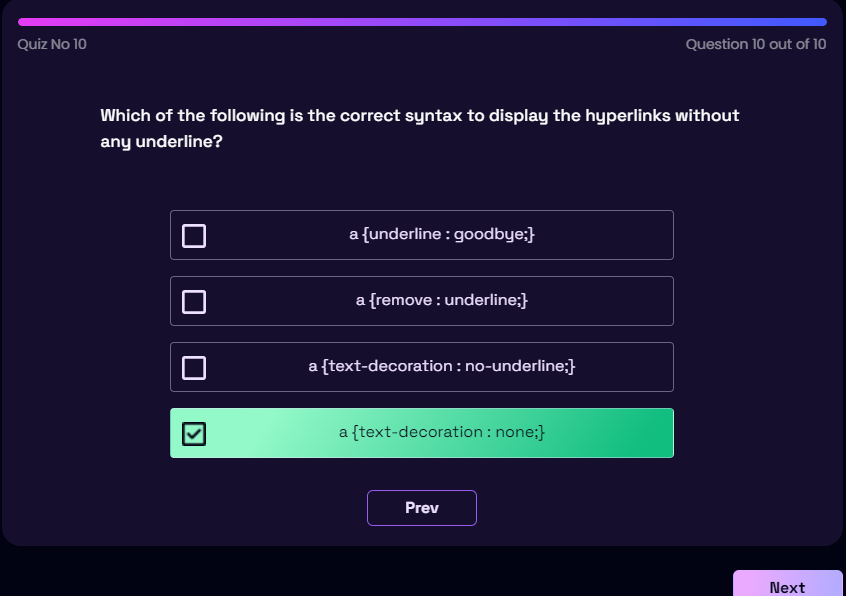 Quiz No 10
Question 10 out of 10
Which of the following is the correct syntax to display the hyperlinks without
any underline?
a {underline : goodbye;}
a {remove : underline;}
a {text-decoration : no-underline;}
a {text-decoration : none;}
Prev
Next